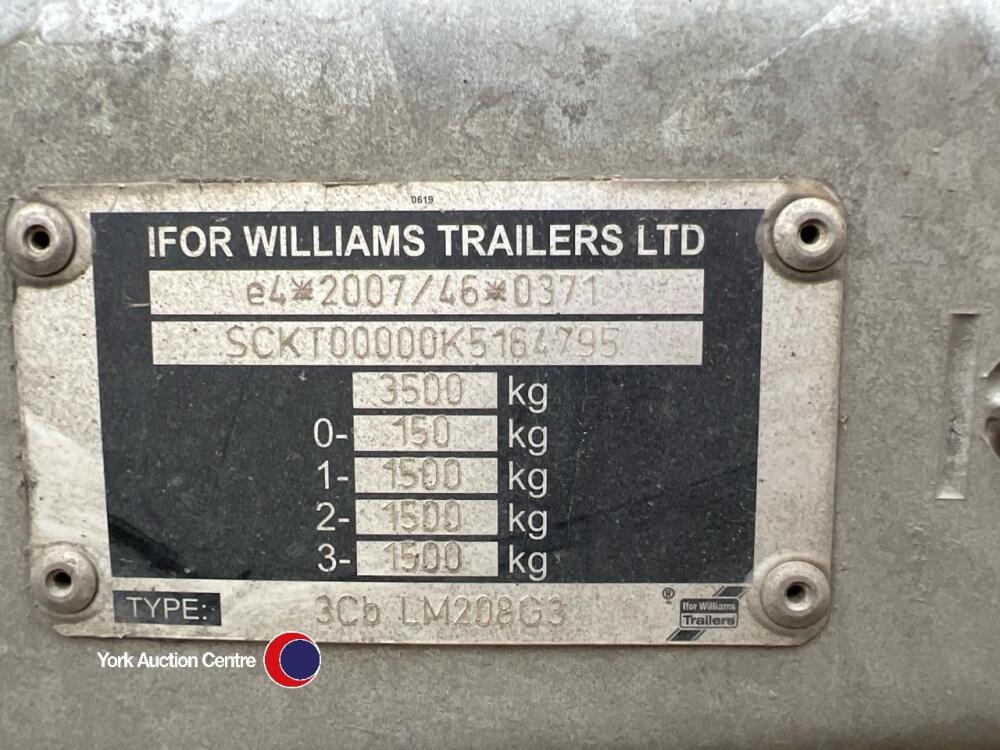 0619
IFOR WILLIAMS TRAILERS LTD
e4*2007/46*0371
SCKT00000K5164795
3500 kg
0- 150 kg
1- 1500 kg
2- 1500 kg
3- 1500 kg
TYPE: 3Cb LM208G3
®
Ifor Williams
Trailers
York Auction Centre